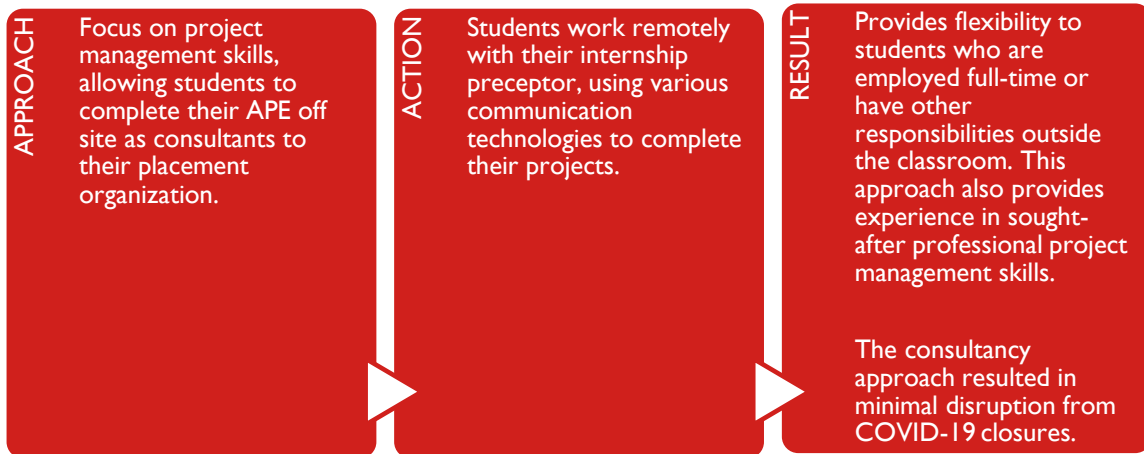 APPROACH
Focus on project
management skills,
allowing students to
complete their APE off
site as consultants to
their placement
organization.
ACTION
Students work remotely
with their internship
preceptor, using various
communication
technologies to complete
their projects.
RESULT
Provides flexibility to
students who are
employed full-time or
have other
responsibilities outside
the classroom. This
approach also provides
experience in sought-
after professional project
management skills.
The consultancy
approach resulted in
minimal disruption from
COVID-19 closures.